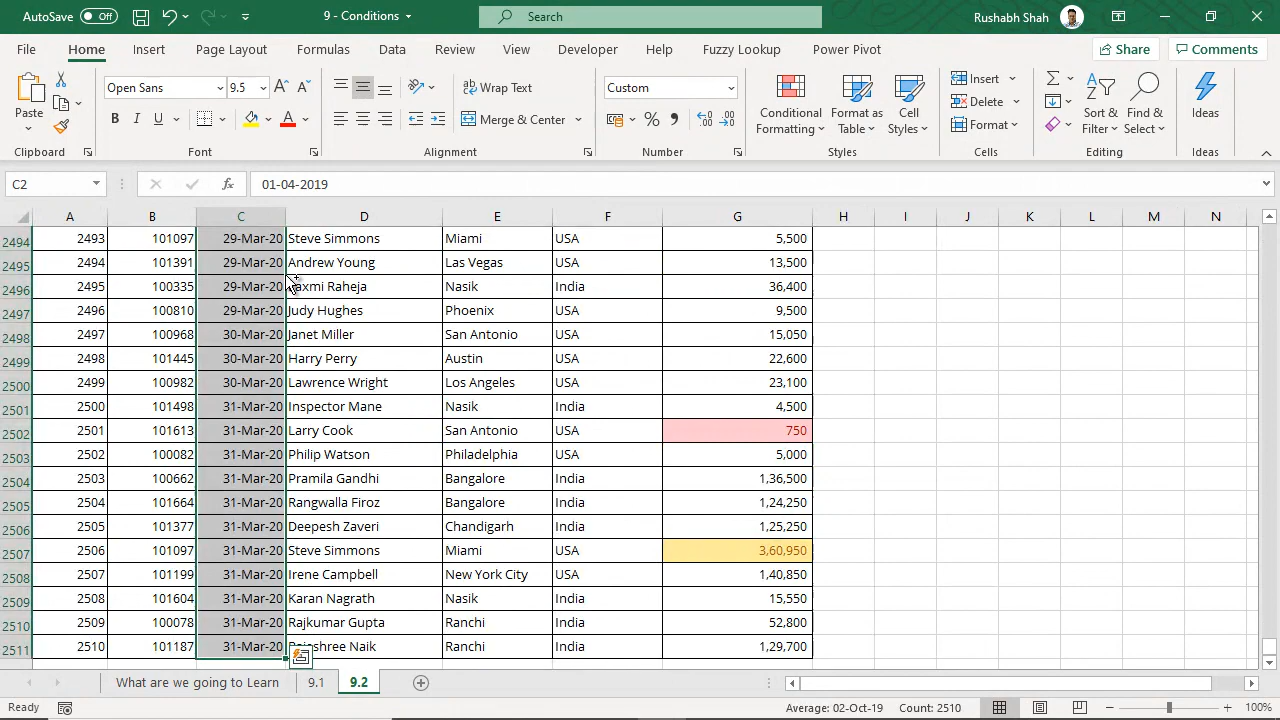 AutoSave Off 9 - Conditions Search Rushabh Shah
File Home Insert Page Layout Formulas Data Review View Developer Help Fuzzy Lookup Power Pivot Share Comments
Paste Open Sans 9.5 Wrap Text Custom Conditional Formatting Format as Table Cell Styles Insert Sort & Filter Find & Select Ideas
B I U Merge & Center Delete
Format
Clipboard Font Alignment Number Styles Cells Editing Ideas
C2 fx 01-04-2019
A B C D E F G H I J K L M N
2494 2493 101097 29-Mar-20 Steve Simmons Miami USA 5,500
2495 2494 101391 29-Mar-20 Andrew Young Las Vegas USA 13,500
2496 2495 100335 29-Mar-20 Raheja Nasik India 36,400
2497 2496 100810 29-Mar-20 Judy Hughes Phoenix USA 9,500
2498 2497 100968 30-Mar-20 Janet Miller San Antonio USA 15,050
2499 2498 101445 30-Mar-20 Harry Perry Austin USA 22,600
2500 2499 100982 30-Mar-20 Lawrence Wright Los Angeles USA 23,100
2501 2500 101498 31-Mar-20 Inspector Mane Nasik India 4,500
2502 2501 101613 31-Mar-20 Larry Cook San Antonio USA 750
2503 2502 100082 31-Mar-20 Philip Watson Philadelphia USA 5,000
2504 2503 100662 31-Mar-20 Pramila Gandhi Bangalore India 1,36,500
2505 2504 101664 31-Mar-20 Rangwalla Firoz Bangalore India 1,24,250
2506 2505 101377 31-Mar-20 Deepesh Zaveri Chandigarh India 1,25,250
2507 2506 101097 31-Mar-20 Steve Simmons Miami USA 3,60,950
2508 2507 101199 31-Mar-20 Irene Campbell New York City USA 1,40,850
2509 2508 101604 31-Mar-20 Karan Nagrath Nasik India 15,550
2510 2509 100078 31-Mar-20 Rajkumar Gupta Ranchi India 52,800
2511 2510 101187 31-Mar-20 Naik Ranchi India 1,29,700
What are we going to Learn 9.1 9.2
Ready Average: 02-Oct-19 Count: 2510 100%